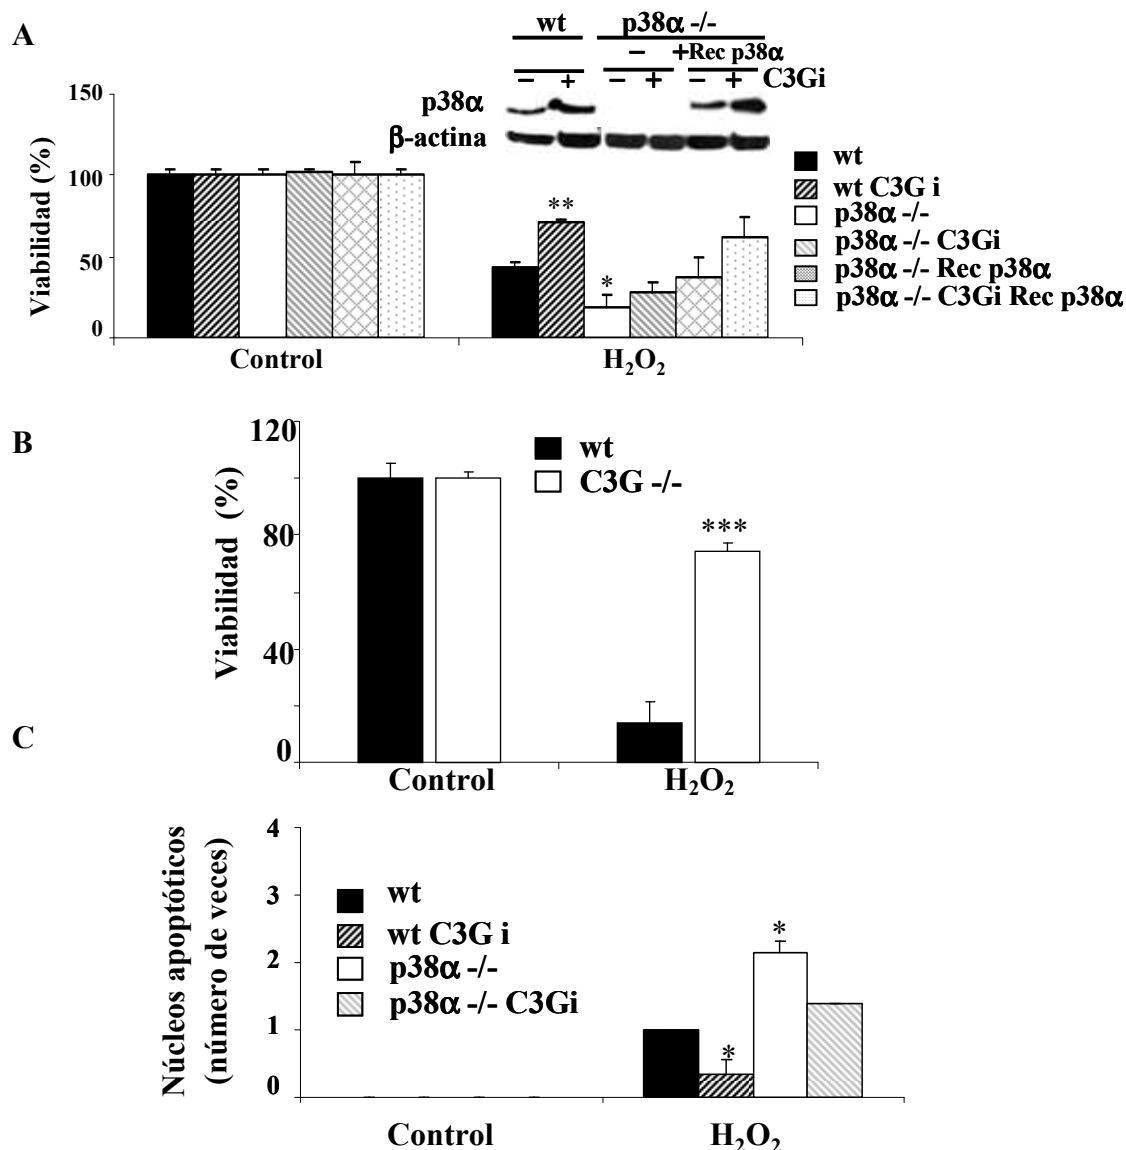 A
wt p38α -/-
− +Rec p38α
− + − + − + C3Gi
p38α
β-actina
Viabilidad (%)
150
100
50
0
** 
*
Control H₂O₂
wt
wt C3G i
p38α -/-
p38α -/- C3Gi
p38α -/- Rec p38α
p38α -/- C3Gi Rec p38α
B
Viabilidad (%)
120
80
40
0
wt
C3G -/-
***
Control H₂O₂
C
Núcleos apoptóticos
(número de veces)
4
3
2
1
0
wt
wt C3G i
p38α -/-
p38α -/- C3Gi
*
*
Control H₂O₂